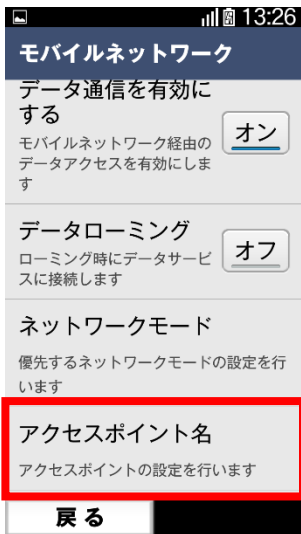 13:26
モバイルネットワーク
データ通信を有効に
する
モバイルネットワーク経由の
データアクセスを有効にしま
す
オン
データローミング
ローミング時にデータサービ
スに接続します
オフ
ネットワークモード
優先するネットワークモードの設定を行
います
アクセスポイント名
アクセスポイントの設定を行います
戻る